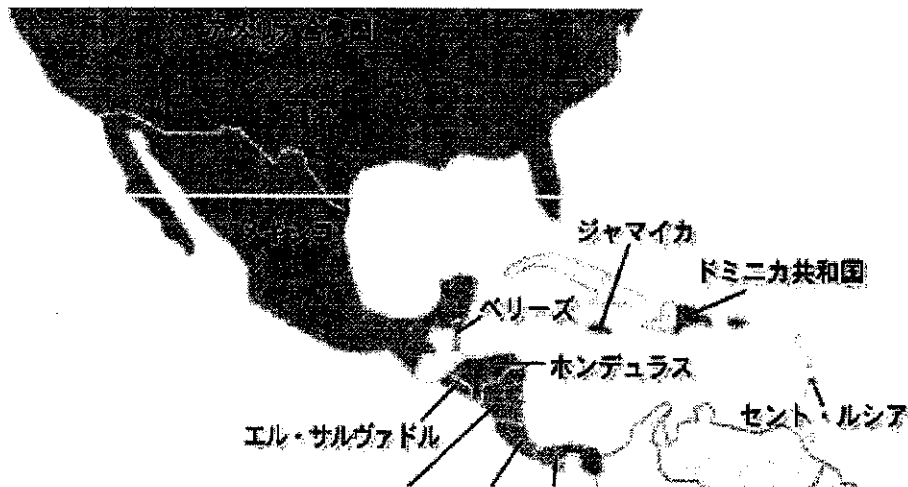 ジャマイカ
ドミニカ共和国
ベリーズ
ホンデュラス
セント・ルシア
エル・サルヴァドル